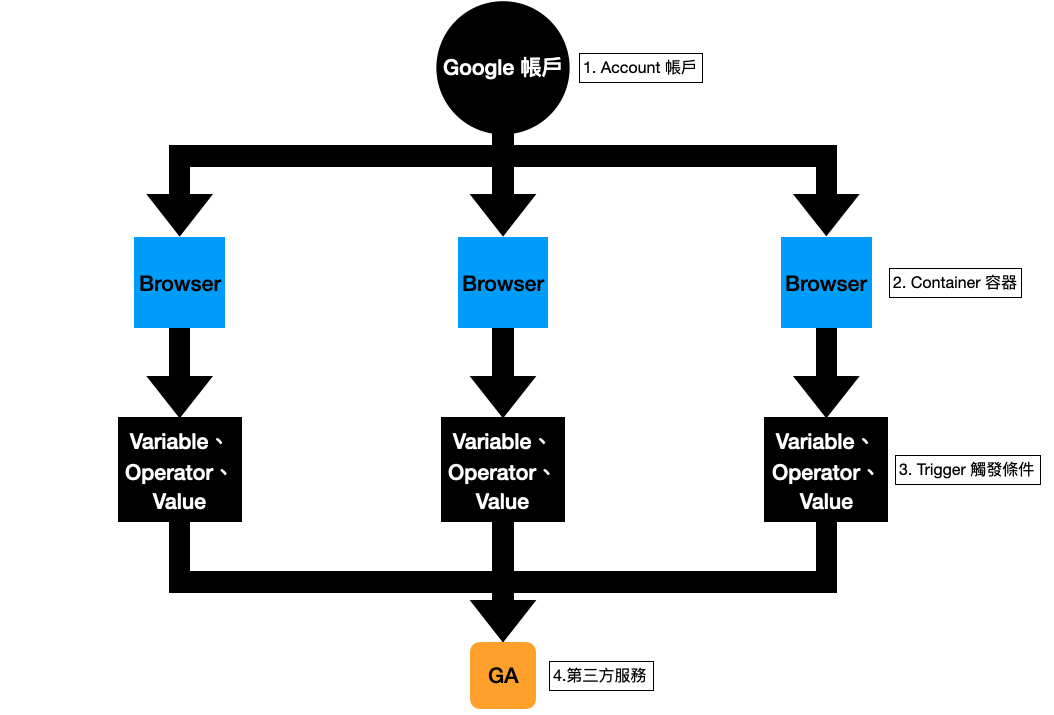 Google 帳戶
1. Account 帳戶
Browser
Browser
Browser
2. Container 容器
Variable、
Operator、
Value
Variable、
Operator、
Value
Variable、
Operator、
Value
3. Trigger 觸發條件
GA
4.第三方服務